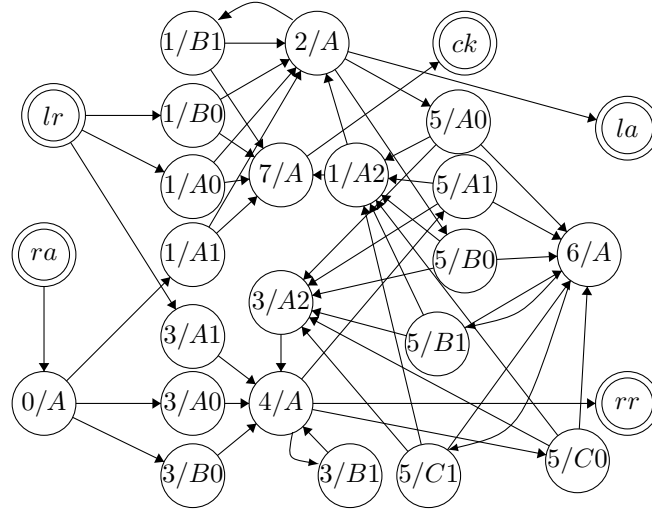 1/B1
2/A
ck
lr
1/B0
5/A0
la
1/A0
7/A
1/A2
5/A1
ra
1/A1
5/B0
6/A
3/A2
3/A1
5/B1
0/A
3/A0
4/A
rr
3/B0
3/B1
5/C1
5/C0